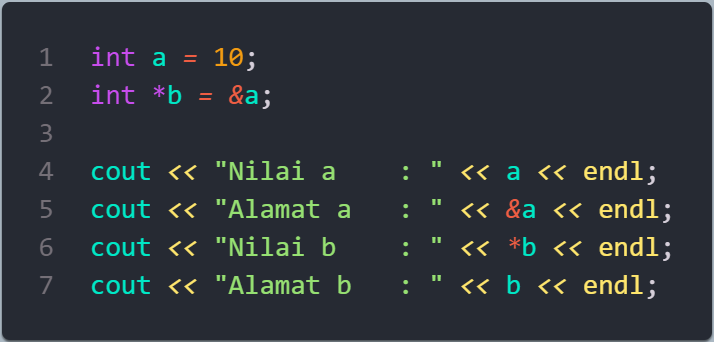 1 int a = 10;
2 int *b = &a;
3
4 cout << "Nilai a    : " << a << endl;
5 cout << "Alamat a   : " << &a << endl;
6 cout << "Nilai b    : " << *b << endl;
7 cout << "Alamat b   : " << b << endl;